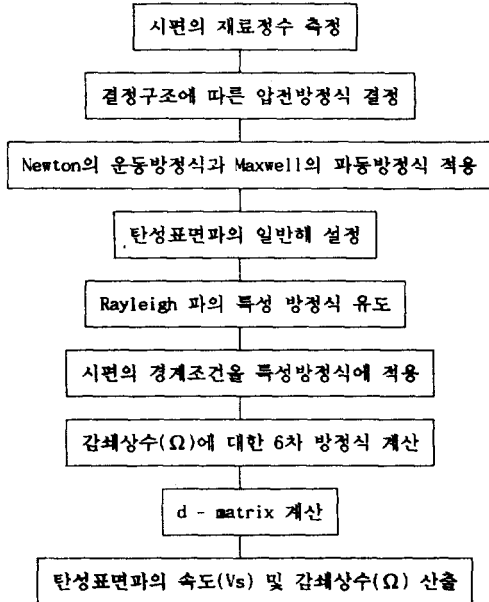 시편의 재료정수 측정
결정구조에 따른 압전방정식 결정
Newton의 운동방정식과 Maxwell의 파동방정식 적용
탄성표면파의 일반해 설정
Rayleigh 파의 특성 방정식 유도
시편의 경계조건을 특성방정식에 적용
감쇄상수(Ω)에 대한 6차 방정식 계산
d - matrix 계산
탄성표면파의 속도(Vs) 및 감쇄상수(Ω) 산출